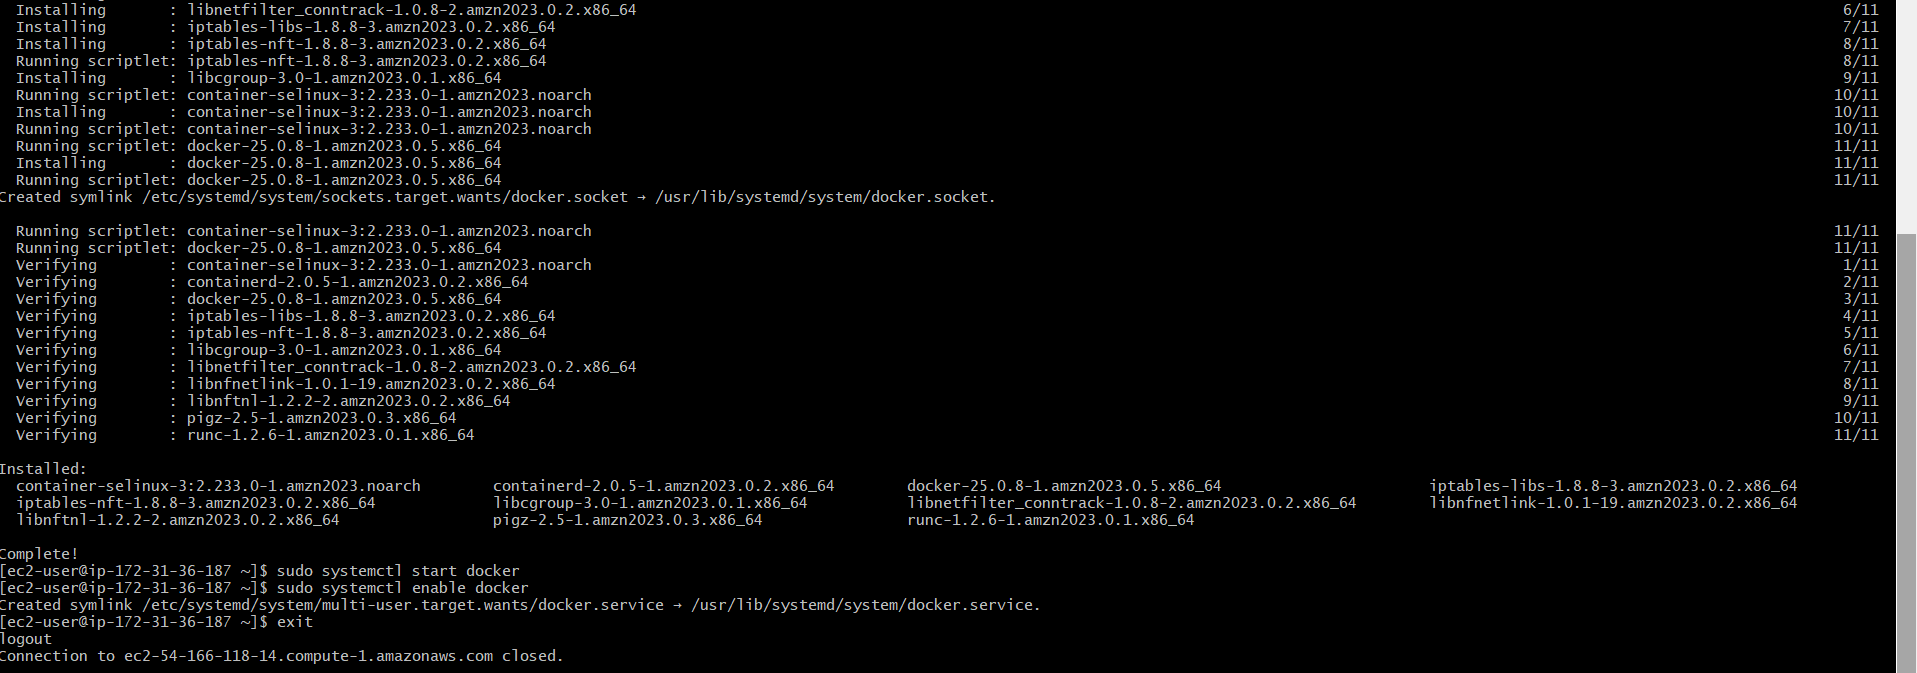 Installing       : libnetfilter_conntrack-1.0.8-2.amzn2023.0.2.x86_64 6/11
Installing       : iptables-libs-1.8.8-3.amzn2023.0.2.x86_64 7/11
Installing       : iptables-nft-1.8.8-3.amzn2023.0.2.x86_64 8/11
Running scriptlet: iptables-nft-1.8.8-3.amzn2023.0.2.x86_64 8/11
Installing       : libcgroup-3.0-1.amzn2023.0.1.x86_64 9/11
Running scriptlet: container-selinux-3:2.233.0-1.amzn2023.noarch 10/11
Installing       : container-selinux-3:2.233.0-1.amzn2023.noarch 10/11
Running scriptlet: container-selinux-3:2.233.0-1.amzn2023.noarch 10/11
Running scriptlet: docker-25.0.8-1.amzn2023.0.5.x86_64 11/11
Installing       : docker-25.0.8-1.amzn2023.0.5.x86_64 11/11
Running scriptlet: docker-25.0.8-1.amzn2023.0.5.x86_64 11/11
Created symlink /etc/systemd/system/sockets.target.wants/docker.socket → /usr/lib/systemd/system/docker.socket.
Running scriptlet: container-selinux-3:2.233.0-1.amzn2023.noarch 11/11
Running scriptlet: docker-25.0.8-1.amzn2023.0.5.x86_64 11/11
Verifying        : container-selinux-3:2.233.0-1.amzn2023.noarch 1/11
Verifying        : containerd-2.0.5-1.amzn2023.0.2.x86_64 2/11
Verifying        : docker-25.0.8-1.amzn2023.0.5.x86_64 3/11
Verifying        : iptables-libs-1.8.8-3.amzn2023.0.2.x86_64 4/11
Verifying        : iptables-nft-1.8.8-3.amzn2023.0.2.x86_64 5/11
Verifying        : libcgroup-3.0-1.amzn2023.0.1.x86_64 6/11
Verifying        : libnetfilter_conntrack-1.0.8-2.amzn2023.0.2.x86_64 7/11
Verifying        : libnfnetlink-1.0.1-19.amzn2023.0.2.x86_64 8/11
Verifying        : libnftnl-1.2.2-2.amzn2023.0.2.x86_64 9/11
Verifying        : pigz-2.5-1.amzn2023.0.3.x86_64 10/11
Verifying        : runc-1.2.6-1.amzn2023.0.1.x86_64 11/11
Installed:
container-selinux-3:2.233.0-1.amzn2023.noarch containerd-2.0.5-1.amzn2023.0.2.x86_64 docker-25.0.8-1.amzn2023.0.5.x86_64 iptables-libs-1.8.8-3.amzn2023.0.2.x86_64
iptables-nft-1.8.8-3.amzn2023.0.2.x86_64 libcgroup-3.0-1.amzn2023.0.1.x86_64 libnetfilter_conntrack-1.0.8-2.amzn2023.0.2.x86_64 libnfnetlink-1.0.1-19.amzn2023.0.2.x86_64
libnftnl-1.2.2-2.amzn2023.0.2.x86_64 pigz-2.5-1.amzn2023.0.3.x86_64 runc-1.2.6-1.amzn2023.0.1.x86_64
Complete!
[ec2-user@ip-172-31-36-187 ~]$ sudo systemctl start docker
[ec2-user@ip-172-31-36-187 ~]$ sudo systemctl enable docker
Created symlink /etc/systemd/system/multi-user.target.wants/docker.service → /usr/lib/systemd/system/docker.service.
[ec2-user@ip-172-31-36-187 ~]$ exit
logout
Connection to ec2-54-166-118-14.compute-1.amazonaws.com closed.